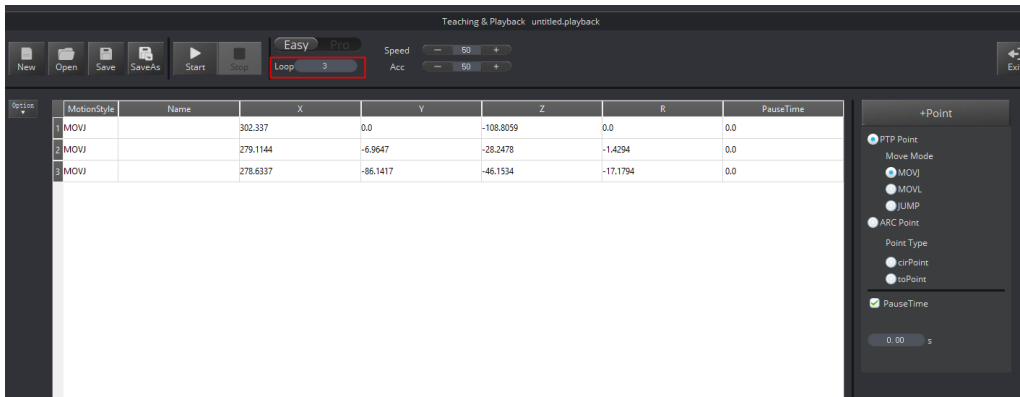 Teaching & Playback untitled.playback
New Open Save SaveAs Start Stop
Easy Pro
Loop 3
Speed — 50 +
Acc — 50 +
Exi
Option
MotionStyle Name X Y Z R PauseTime
1 MOVJ 302.337 0.0 -108.8059 0.0 0.0
2 MOVJ 279.1144 -6.9647 -28.2478 -1.4294 0.0
3 MOVJ 278.6337 -86.1417 -46.1534 -17.1794 0.0
+Point
PTP Point
Move Mode
MOVJ
MOVL
JUMP
ARC Point
Point Type
cirPoint
toPoint
PauseTime
0.00 s